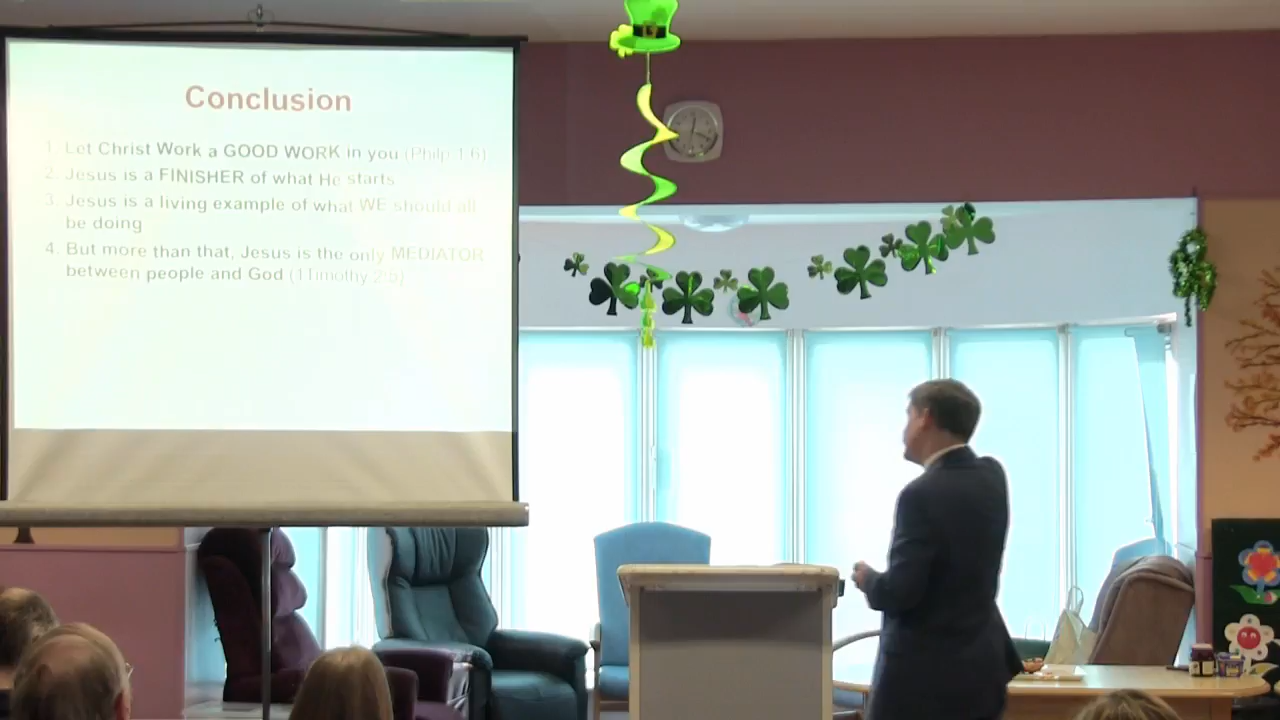 Conclusion
1. Let Christ Work a GOOD WORK in you (Philp 1:6)
2. Jesus is a FINISHER of what He starts
3. Jesus is a living example of what WE should all
be doing
4. But more than that, Jesus is the only MEDIATOR
between people and God (1Timothy 2:5)